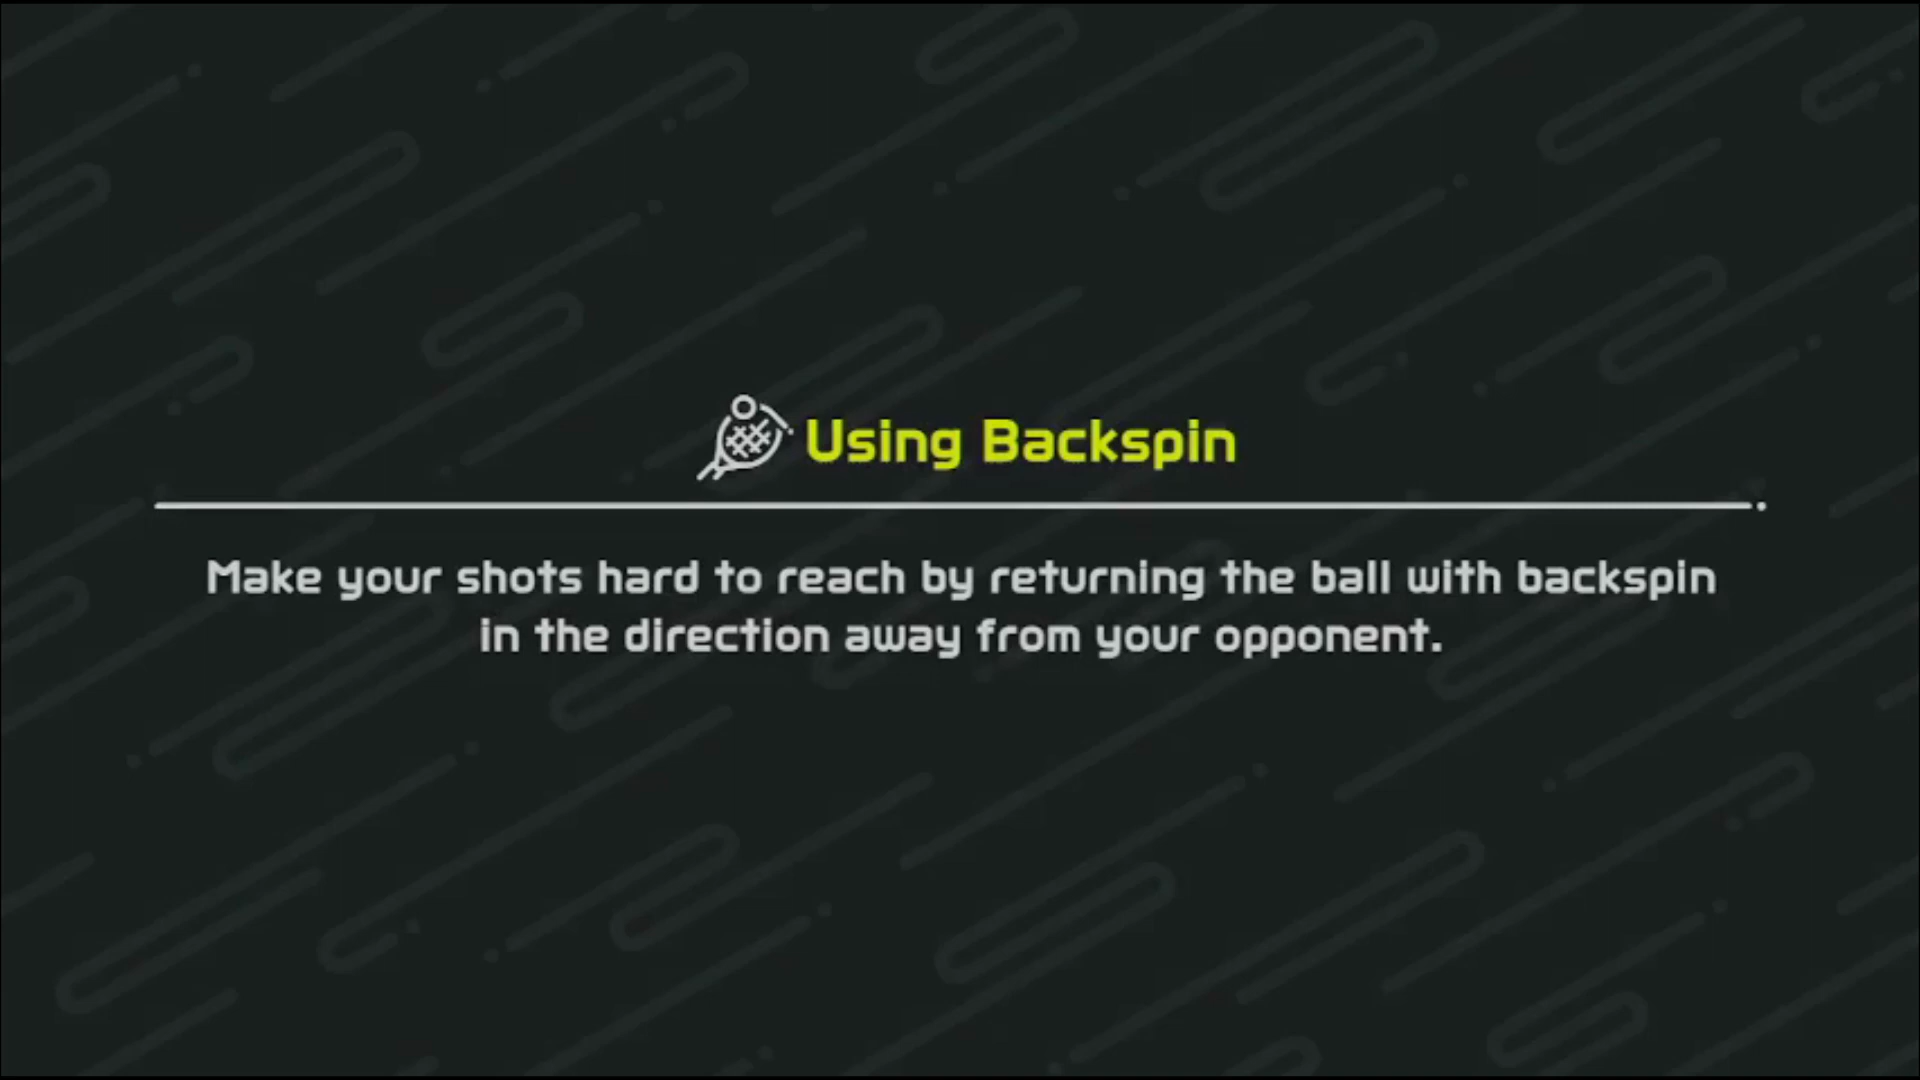 Using Backspin
Make your shots hard to reach by returning the ball with backspin
in the direction away from your opponent.